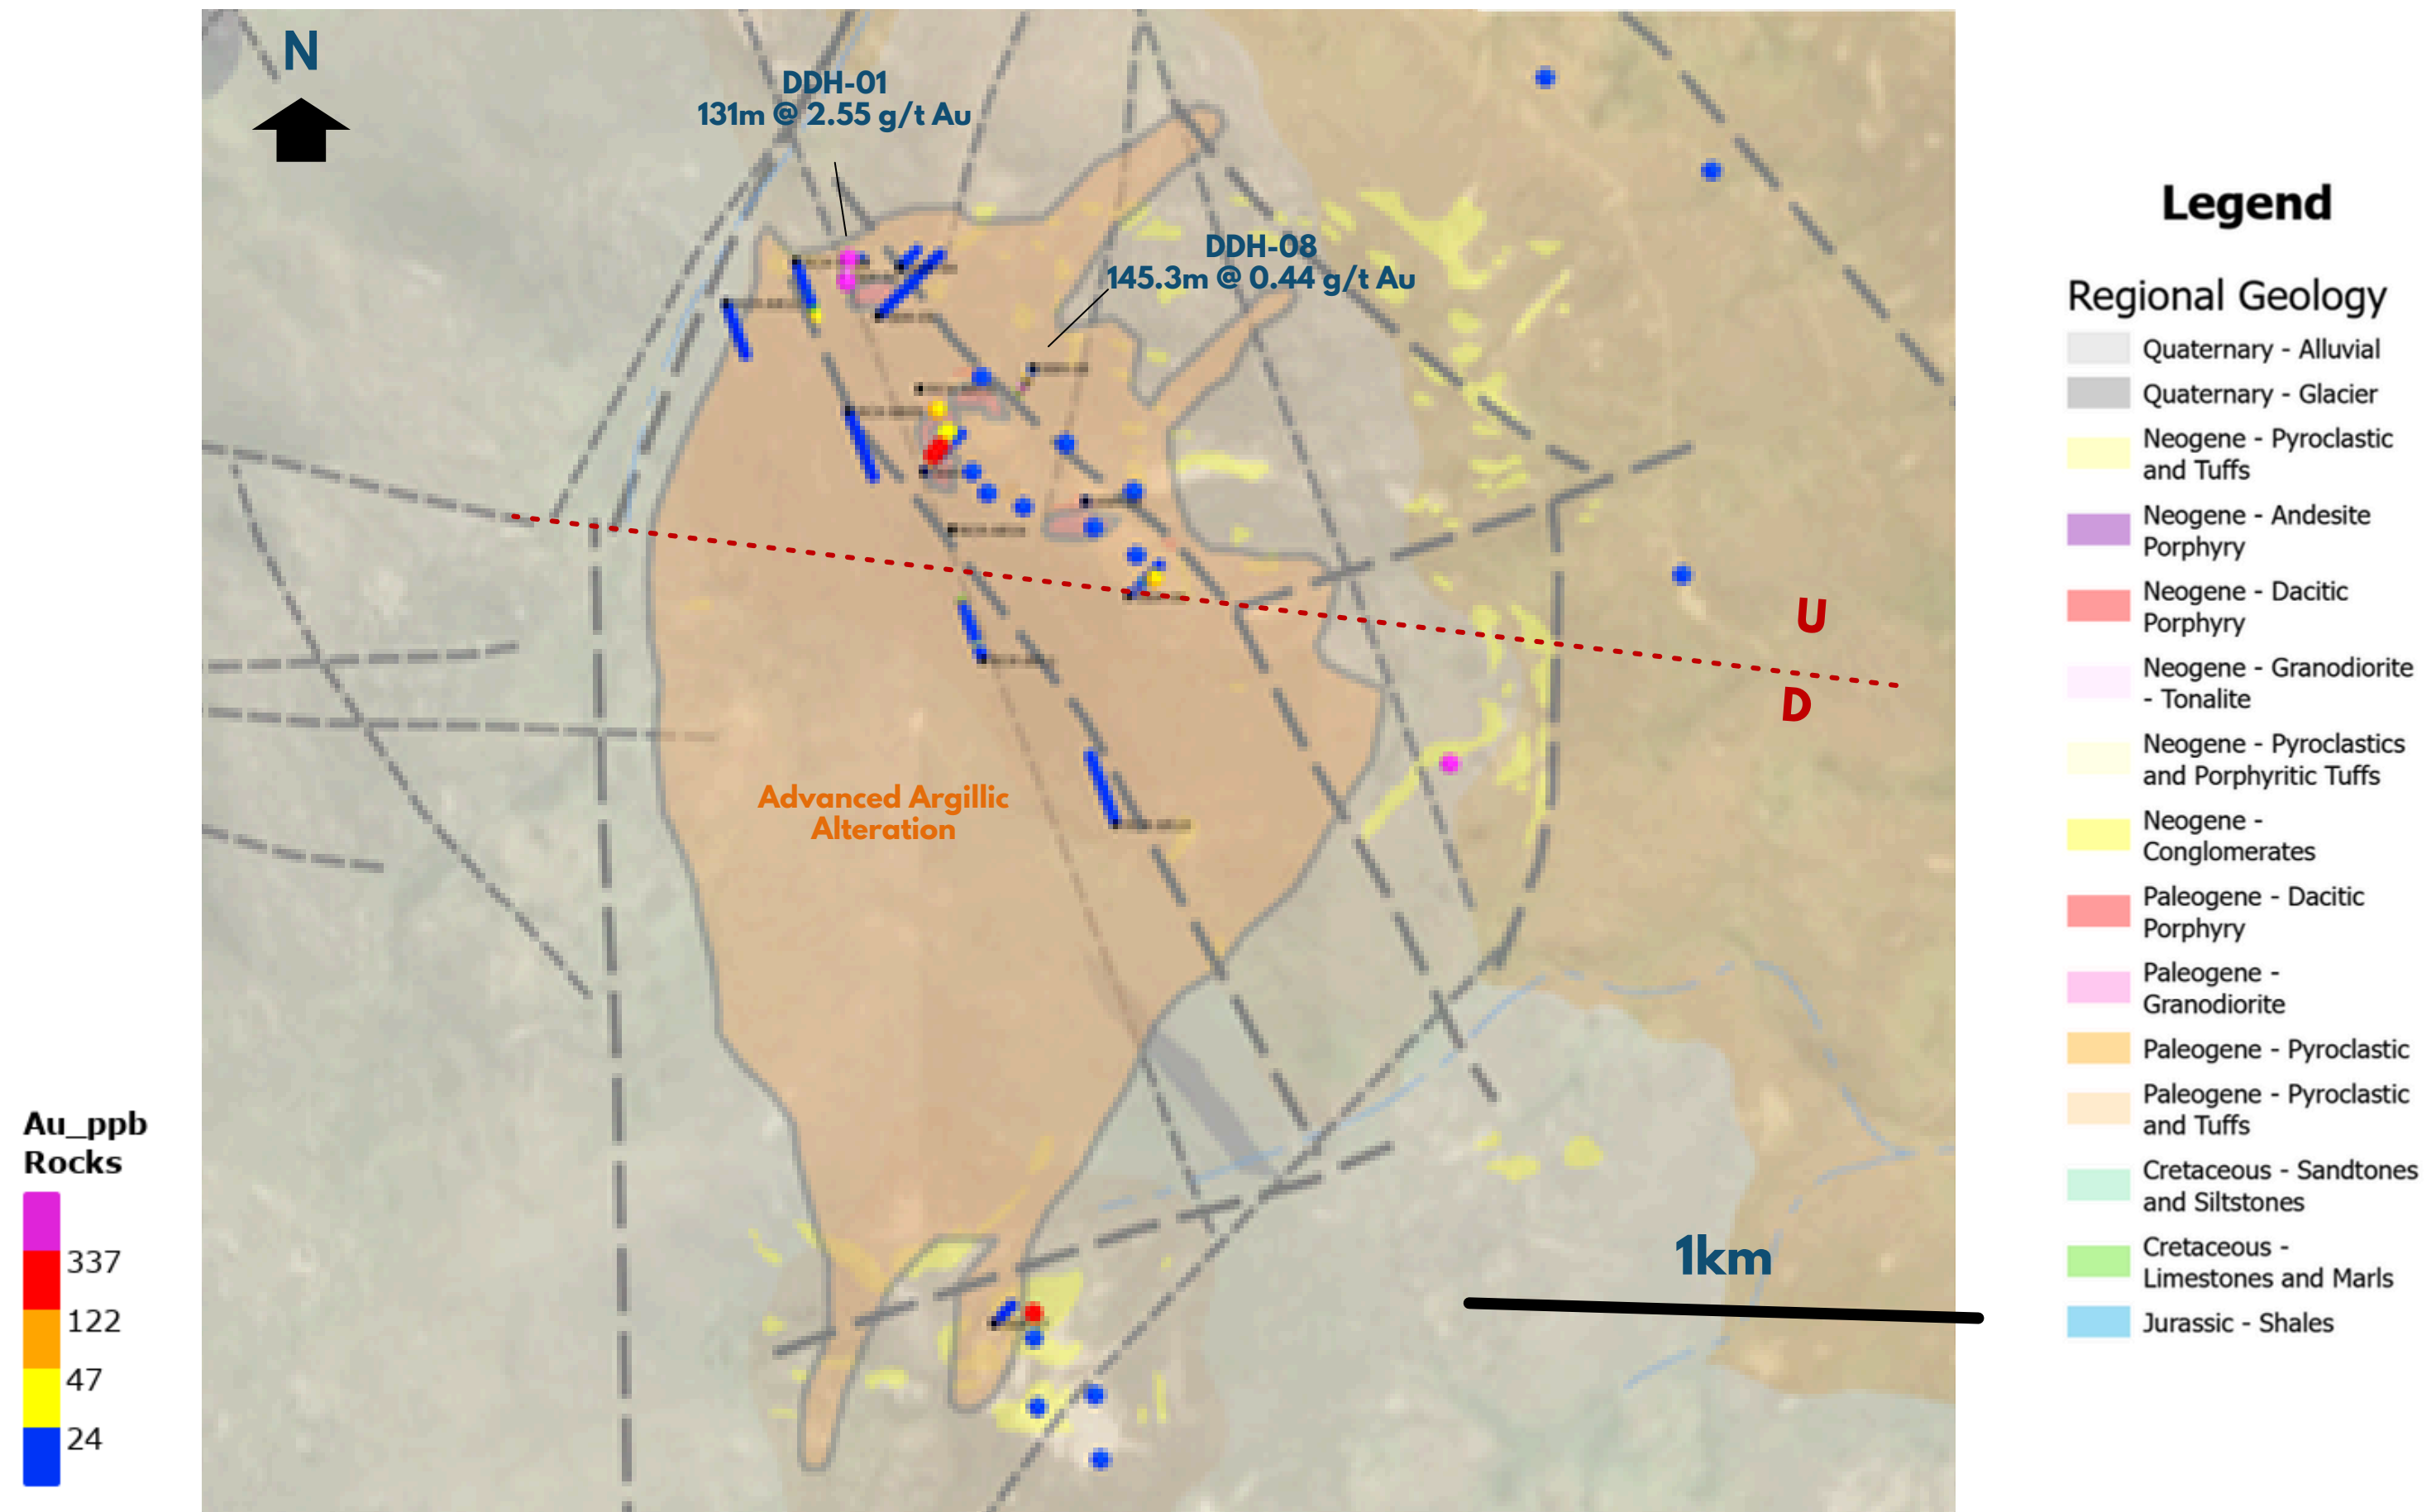 N
DDH-01
131m @ 2.55 g/t Au
DDH-08
145.3m @ 0.44 g/t Au
U
D
Advanced Argillic
Alteration
1km
Au_ppb
Rocks
337
122
47
24
Legend
Regional Geology
Quaternary - Alluvial
Quaternary - Glacier
Neogene - Pyroclastic
and Tuffs
Neogene - Andesite
Porphyry
Neogene - Dacitic
Porphyry
Neogene - Granodiorite
- Tonalite
Neogene - Pyroclastics
and Porphyritic Tuffs
Neogene -
Conglomerates
Paleogene - Dacitic
Porphyry
Paleogene -
Granodiorite
Paleogene - Pyroclastic
Paleogene - Pyroclastic
and Tuffs
Cretaceous - Sandtones
and Siltstones
Cretaceous -
Limestones and Marls
Jurassic - Shales